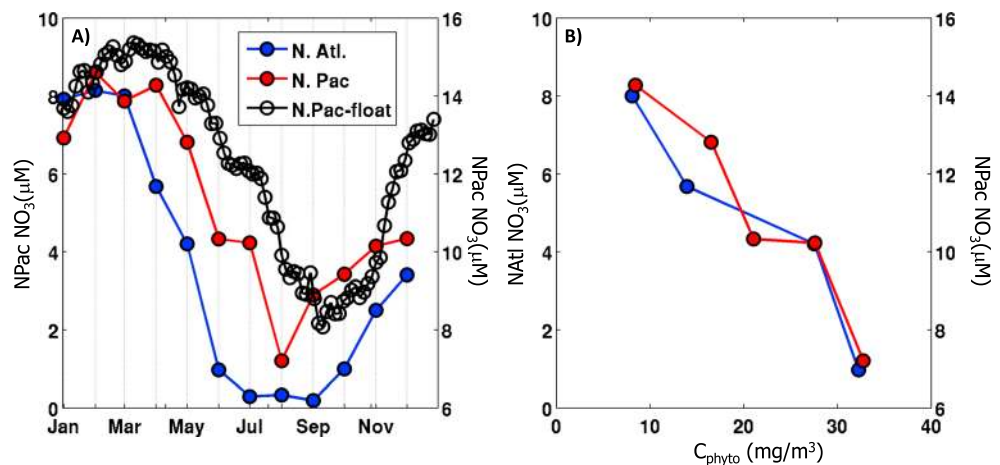 A)
N. Atl.
N. Pac
N.Pac-float
NPac NO3(μM)
10
8
6
4
2
0
Jan Mar May Jul Sep Nov
16
14
12
10
8
6
NPac NO3(μM)
B)
NAtl NO3(μM)
10
8
6
4
2
0
0 10 20 30 40
Cphyto (mg/m³)
16
14
12
10
8
6
NPac NO3(μM)